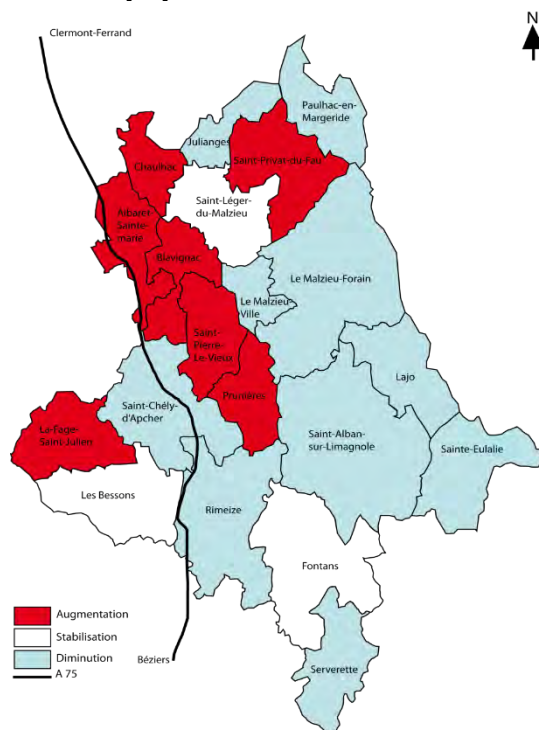 N
Clermont-Ferrand
Paulhac-en-
Margeride
Julianges
Saint-Privat-du-Fau
Chaulhac
Saint-Léger-
du-Malzieu
Albaret-
Sainte-
marie
Blavignac
Le Malzieu-Forain
Le Malzieu-
Ville
Saint-
Pierre-
Le-Vieux
Lajo
Prunières
Saint-Chély-
d'Apcher
La-Fage-
Saint-Julien
Saint-Alban-
sur-Limagnole
Sainte-Eulalie
Les Bessons
Rimeize
Fontans
Augmentation
Stabilisation
Diminution
A 75
Béziers
Serverette